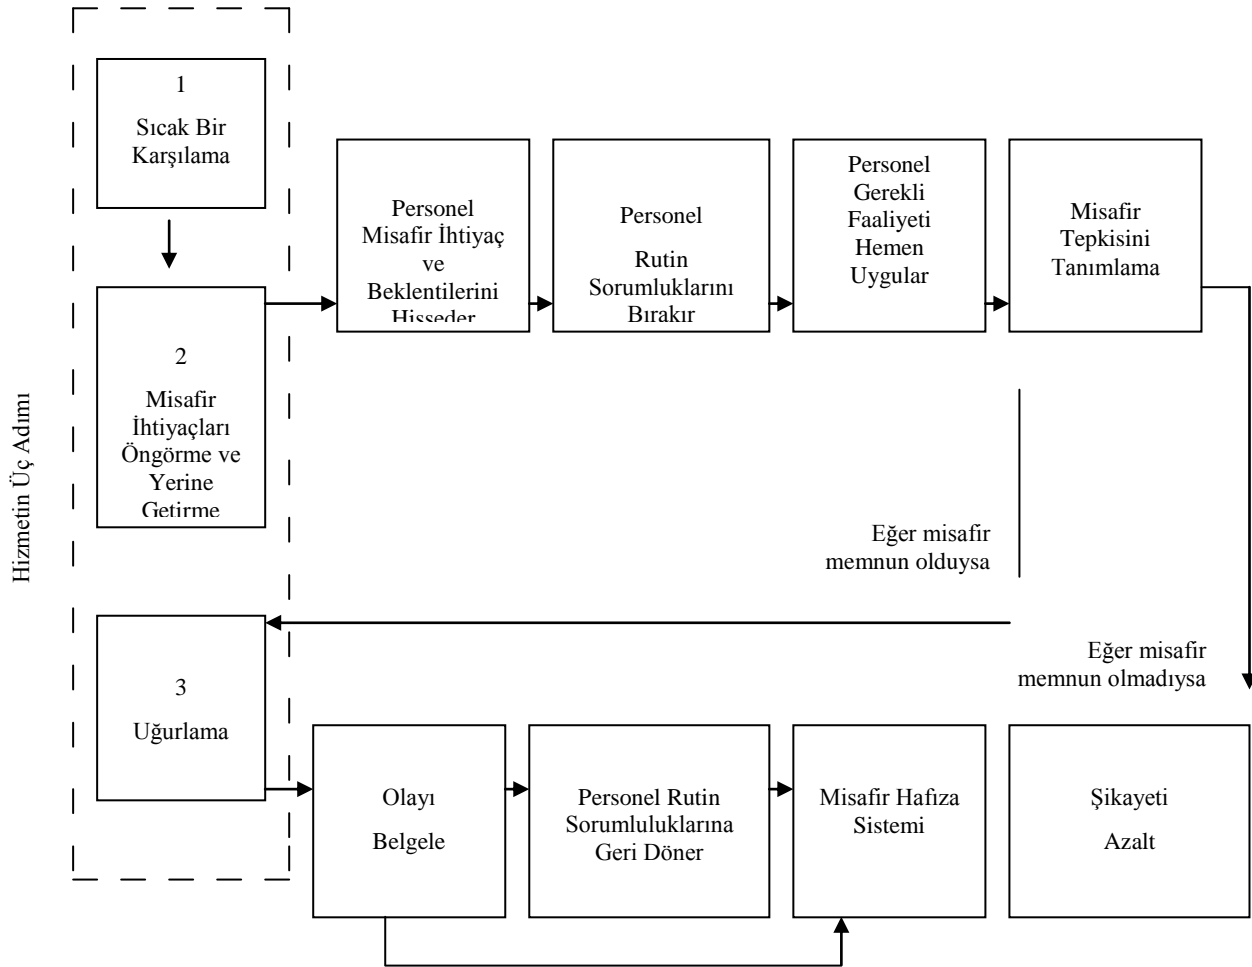 Hizmetin Üç Adımı
1
Sıcak Bir
Karşılama
2
Misafir
İhtiyaçları
Öngörme ve
Yerine
Getirme
3
Uğurlama
Personel
Misafir İhtiyaç
ve
Beklentilerini
Hisseder
Personel
Rutin
Sorumluklarını
Bırakır
Personel
Gerekli
Faaliyeti
Hemen
Uygular
Misafir
Tepkisini
Tanımlama
Eğer misafir
memnun olduysa
Eğer misafir
memnun olmadıysa
Olayı
Belgele
Personel Rutin
Sorumluluklarına
Geri Döner
Misafir Hafıza
Sistemi
Şikayeti
Azalt